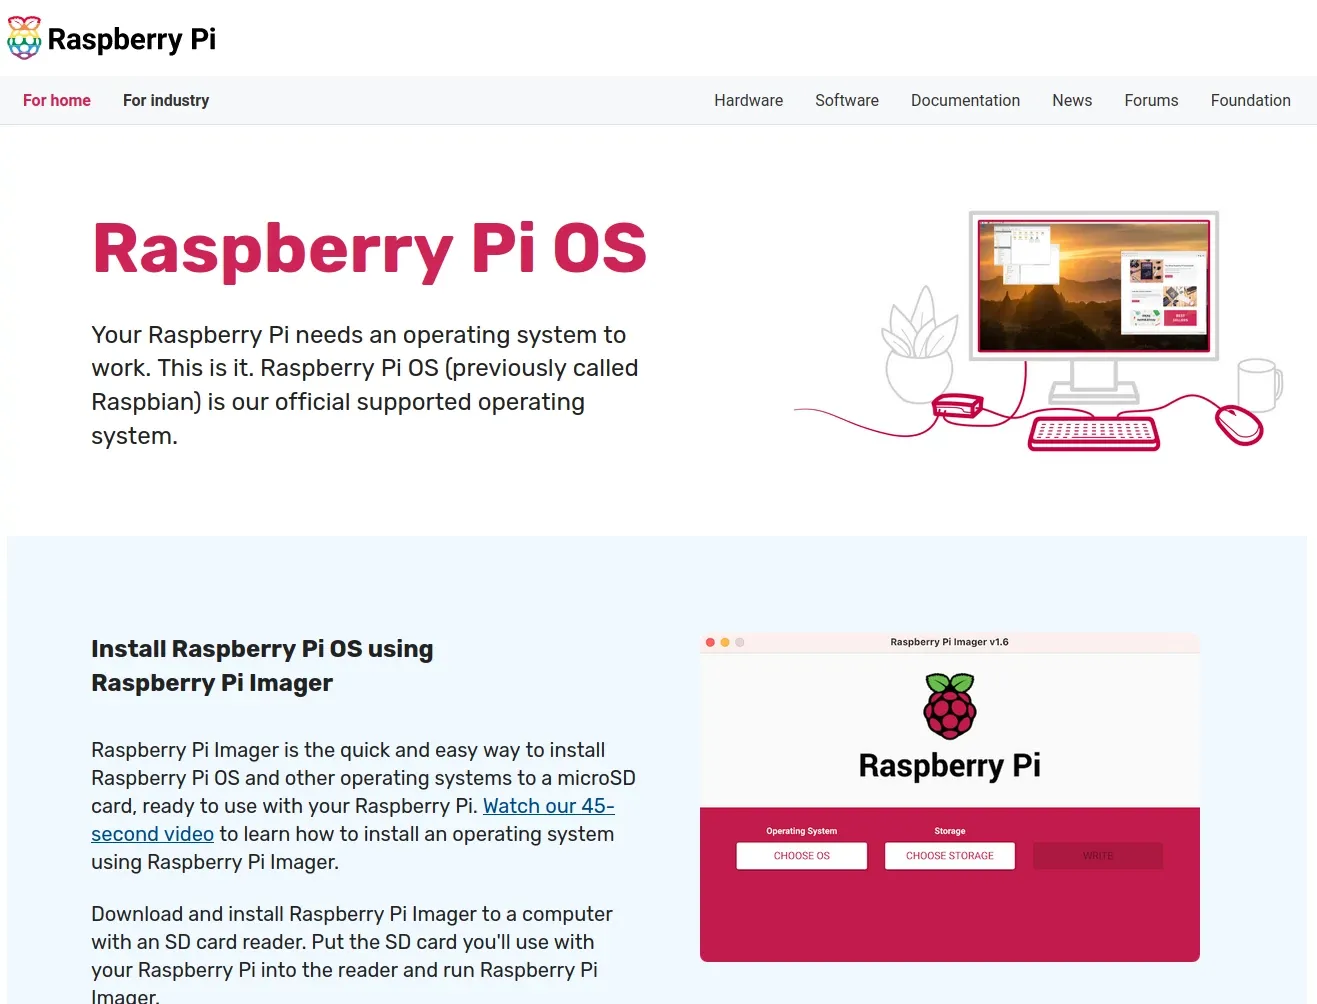 Raspberry Pi
For home
For industry
Hardware
Software
Documentation
News
Forums
Foundation
Raspberry Pi OS
Your Raspberry Pi needs an operating system to
work. This is it. Raspberry Pi OS (previously called
Raspbian) is our official supported operating
system.
Install Raspberry Pi OS using
Raspberry Pi Imager
Raspberry Pi Imager is the quick and easy way to install
Raspberry Pi OS and other operating systems to a microSD
card, ready to use with your Raspberry Pi. Watch our 45-
second video to learn how to install an operating system
using Raspberry Pi Imager.
Download and install Raspberry Pi Imager to a computer
with an SD card reader. Put the SD card you'll use with
your Raspberry Pi into the reader and run Raspberry Pi
Imager.
Raspberry Pi Imager v1.6
Raspberry Pi
Operating System
Storage
CHOOSE OS
CHOOSE STORAGE
WRITE